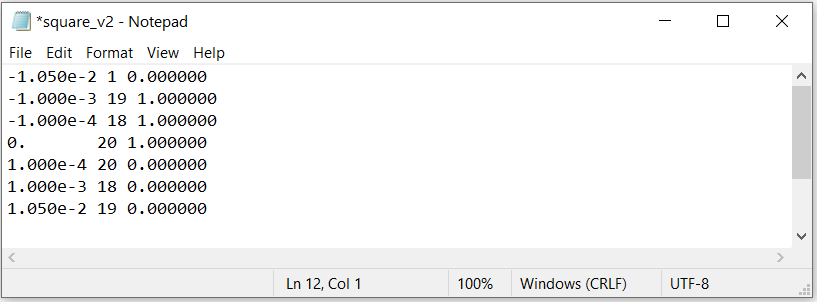 *square_v2 - Notepad
File Edit Format View Help
-1.050e-2 1 0.000000
-1.000e-3 19 1.000000
-1.000e-4 18 1.000000
0.       20 1.000000
1.000e-4 20 0.000000
1.000e-3 18 0.000000
1.050e-2 19 0.000000
Ln 12, Col 1 100% Windows (CRLF) UTF-8